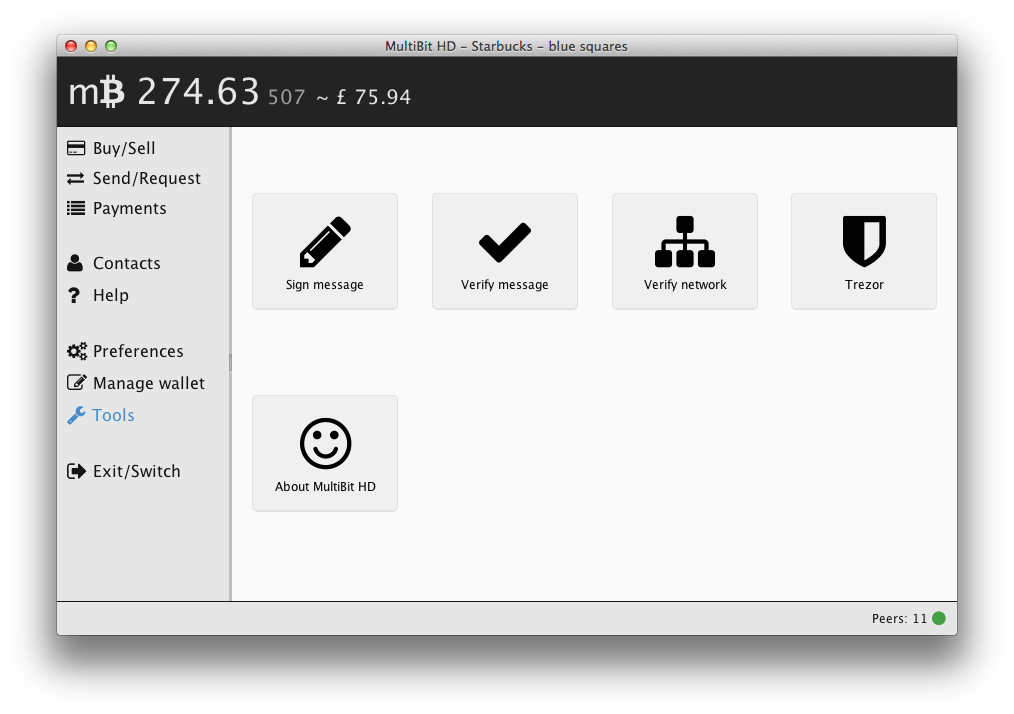 MultiBit HD - Starbucks - blue squares
m₿ 274.63 507 ~ £ 75.94
Buy/Sell
Send/Request
Payments
Contacts
Help
Preferences
Manage wallet
Tools
Exit/Switch
Sign message
Verify message
Verify network
Trezor
About MultiBit HD
Peers: 11